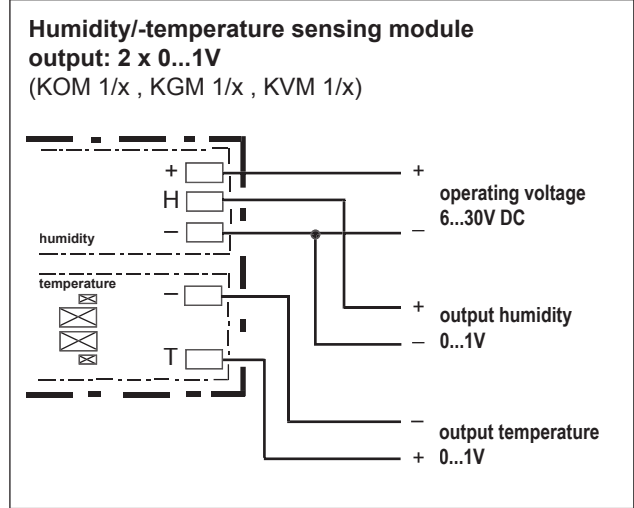 Humidity/-temperature sensing module
output: 2 x 0...1V
(KOM 1/x , KGM 1/x , KVM 1/x)
+
+
H
operating voltage
6...30V DC
–
–
humidity
temperature
–
+
output humidity
– 0...1V
T
–
output temperature
+ 0...1V